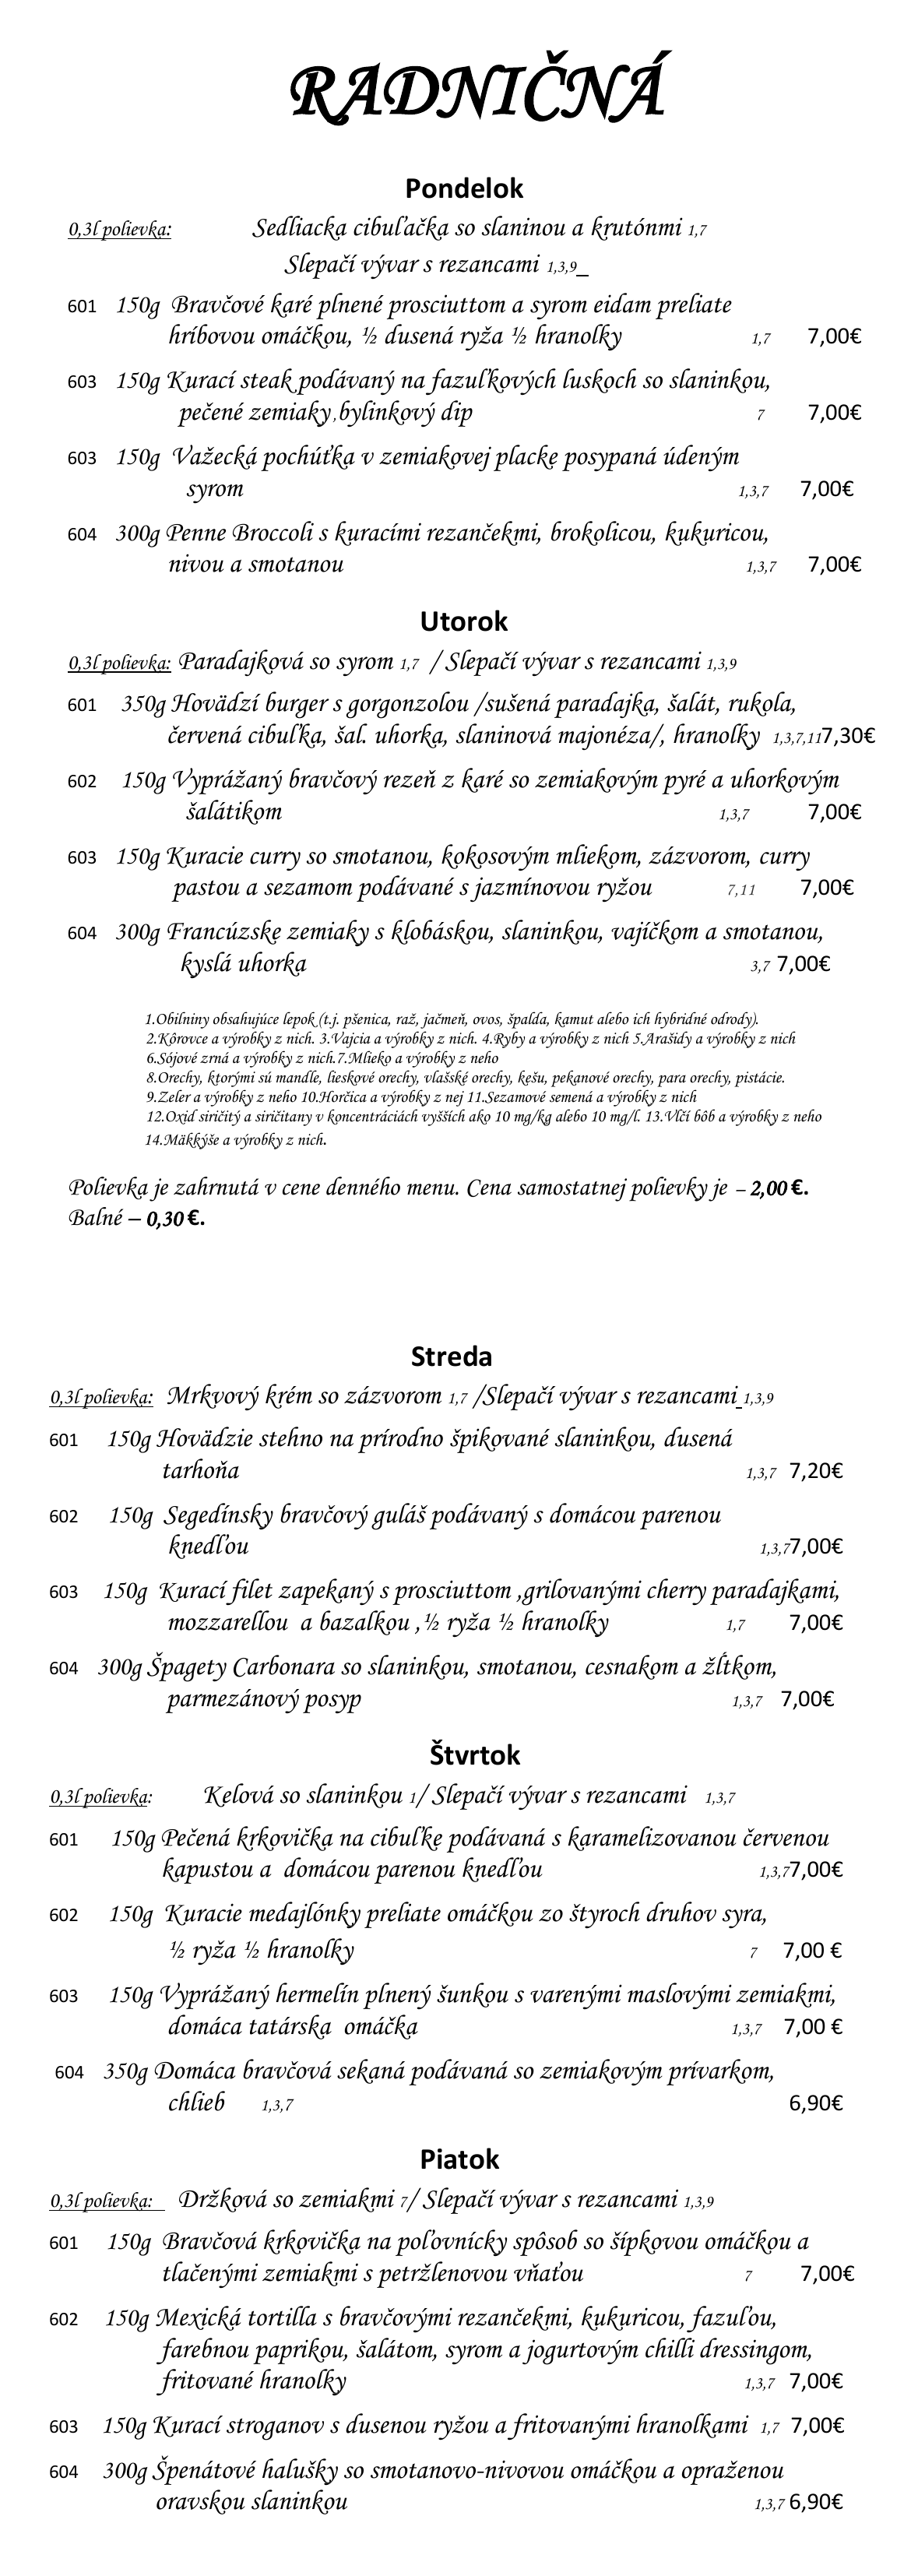 RADNIČNÁ
Pondelok
0,3l polievka: Sedliacka cibuľačka so slaninou a krutónmi 1,7
Slepačí vývar s rezancami 1,3,9
601 150g Bravčové karé plnené prosciuttom a syrom eidam preliate
hríbovou omáčkou, ½ dusená ryža ½ hranolky 1,7 7,00€
603 150g Kurací steak podávaný na fazuľkových luskoch so slaninkou,
pečené zemiaky,bylinkový dip 7 7,00€
603 150g Važecká pochúťka v zemiakovej placke posypaná údeným
syrom 1,3,7 7,00€
604 300g Penne Broccoli s kuracími rezančekmi, brokolicou, kukuricou,
nivou a smotanou 1,3,7 7,00€
Utorok
0,3l polievka: Paradajková so syrom 1,7 / Slepačí vývar s rezancami 1,3,9
601 350g Hovädzí burger s gorgonzolou /sušená paradajka, šalát, rukola,
červená cibuľka, šal. uhorka, slaninová majonéza/, hranolky 1,3,7,117,30€
602 150g Vyprážaný bravčový rezeň z karé so zemiakovým pyré a uhorkovým
šalátikom 1,3,7 7,00€
603 150g Kuracie curry so smotanou, kokosovým mliekom, zázvorom, curry
pastou a sezamom podávané s jazmínovou ryžou 7,11 7,00€
604 300g Francúzske zemiaky s klobáskou, slaninkou, vajíčkom a smotanou,
kyslá uhorka 3,7 7,00€
1.Obilniny obsahujúce lepok (t.j. pšenica, raž, jačmeň, ovos, špalda, kamut alebo ich hybridné odrody).
2.Kôrovce a výrobky z nich. 3.Vajcia a výrobky z nich. 4.Ryby a výrobky z nich 5.Arašidy a výrobky z nich
6.Sójové zrná a výrobky z nich.7.Mlieko a výrobky z neho
8.Orechy, ktorými sú mandle, lieskové orechy, vlašské orechy, kešu, pekanové orechy, para orechy, pistácie.
9.Zeler a výrobky z neho 10.Horčica a výrobky z nej 11.Sezamové semená a výrobky z nich
12.Oxid siričitý a siričitany v koncentráciách vyšších ako 10 mg/kg alebo 10 mg/l. 13.Vlčí bôb a výrobky z neho
14.Mäkkýše a výrobky z nich.
Polievka je zahrnutá v cene denného menu. Cena samostatnej polievky je – 2,00 €.
Balné – 0,30 €.
Streda
0,3l polievka: Mrkvový krém so zázvorom 1,7 /Slepačí vývar s rezancami 1,3,9
601 150g Hovädzie stehno na prírodno špikované slaninkou, dusená
tarhoňa 1,3,7 7,20€
602 150g Segedínsky bravčový guláš podávaný s domácou parenou
knedľou 1,3,77,00€
603 150g Kurací filet zapekaný s prosciuttom ,grilovanými cherry paradajkami,
mozzarellou a bazalkou ,½ ryža ½ hranolky 1,7 7,00€
604 300g Špagety Carbonara so slaninkou, smotanou, cesnakom a žĺtkom,
parmezánový posyp 1,3,7 7,00€
Štvrtok
0,3l polievka: Kelová so slaninkou 1/ Slepačí vývar s rezancami 1,3,7
601 150g Pečená krkovička na cibuľke podávaná s karamelizovanou červenou
kapustou a domácou parenou knedľou 1,3,77,00€
602 150g Kuracie medajlónky preliate omáčkou zo štyroch druhov syra,
½ ryža ½ hranolky 7 7,00 €
603 150g Vyprážaný hermelín plnený šunkou s varenými maslovými zemiakmi,
domáca tatárska omáčka 1,3,7 7,00 €
604 350g Domáca bravčová sekaná podávaná so zemiakovým prívarkom,
chlieb 1,3,7 6,90€
Piatok
0,3l polievka: Držková so zemiakmi 7/ Slepačí vývar s rezancami 1,3,9
601 150g Bravčová krkovička na poľovnícky spôsob so šípkovou omáčkou a
tlačenými zemiakmi s petržlenovou vňaťou 7 7,00€
602 150g Mexická tortilla s bravčovými rezančekmi, kukuricou, fazuľou,
farebnou paprikou, šalátom, syrom a jogurtovým chilli dressingom,
fritované hranolky 1,3,7 7,00€
603 150g Kurací stroganov s dusenou ryžou a fritovanými hranolkami 1,7 7,00€
604 300g Špenátové halušky so smotanovo-nivovou omáčkou a opraženou
oravskou slaninkou 1,3,7 6,90€